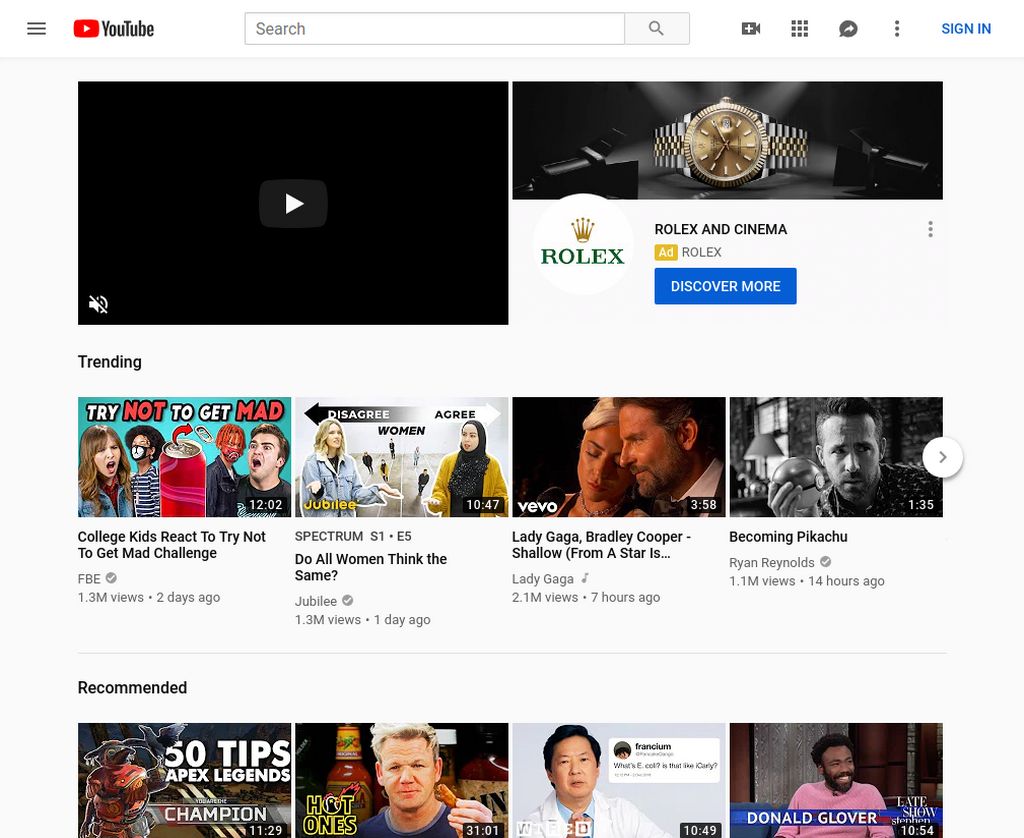 YouTube
Search
SIGN IN
ROLEX
ROLEX AND CINEMA
Ad ROLEX
DISCOVER MORE
Trending
TRY NOT TO GET MAD
12:02
College Kids React To Try Not
To Get Mad Challenge
FBE
1.3M views • 2 days ago
DISAGREE
AGREE
WOMEN
Jubilee
10:47
SPECTRUM S1 • E5
Do All Women Think the
Same?
Jubilee
1.3M views • 1 day ago
vevo
3:58
Lady Gaga, Bradley Cooper -
Shallow (From A Star Is...
Lady Gaga
2.1M views • 7 hours ago
1:35
Becoming Pikachu
Ryan Reynolds
1.1M views • 14 hours ago
Recommended
50 TIPS
APEX LEGENDS
YOU ARE THE
CHAMPION
11:29
HOT
ONES
31:01
francium
What's E. coli? is that like iCarly?
WIRED
10:49
DONALD GLOVER
LATE
SHOW
stephen
10:54